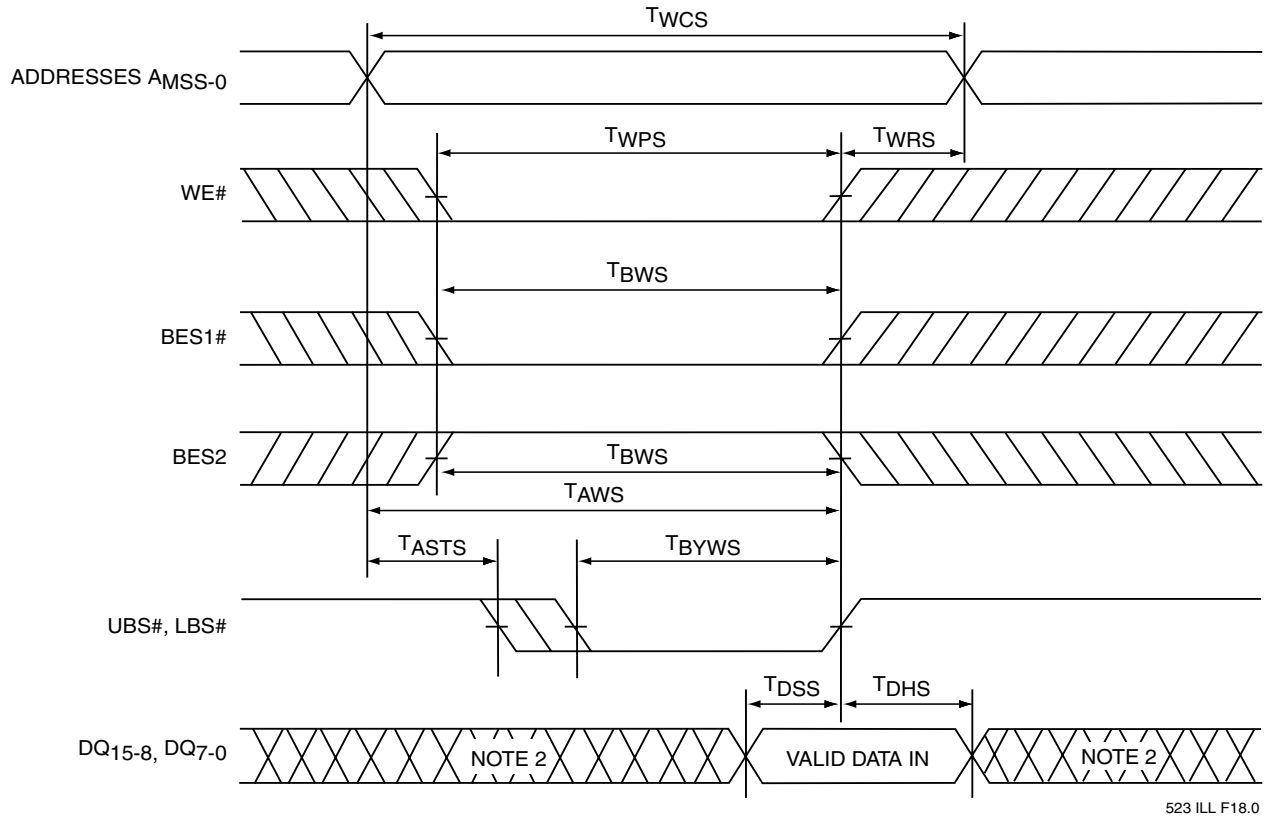 TWCS
ADDRESSES AMSS-0
TWPS
TWRS
WE#
TBWS
BES1#
BES2
TBWS
TAWS
TASTS
TBYWS
UBS#, LBS#
TDSS
TDHS
DQ15-8, DQ7-0
NOTE 2
VALID DATA IN
NOTE 2
523 ILL F18.0